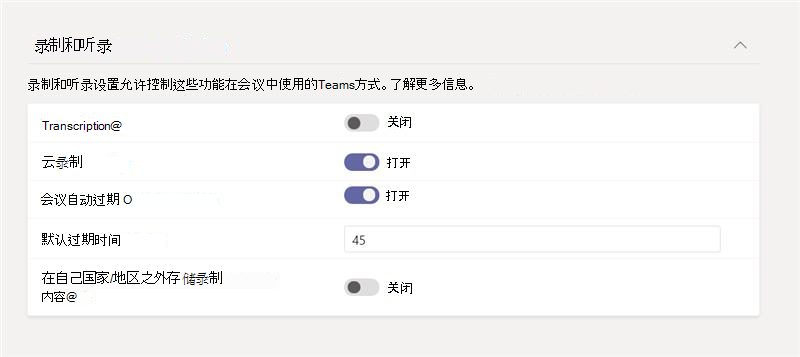 录制和听录
录制和听录设置允许控制这些功能在会议中使用的Teams方式。了解更多信息。
Transcription@ 关闭
云录制 打开
会议自动过期 O 打开
默认过期时间 45
在自己国家/地区之外存 储录制
内容@ 关闭